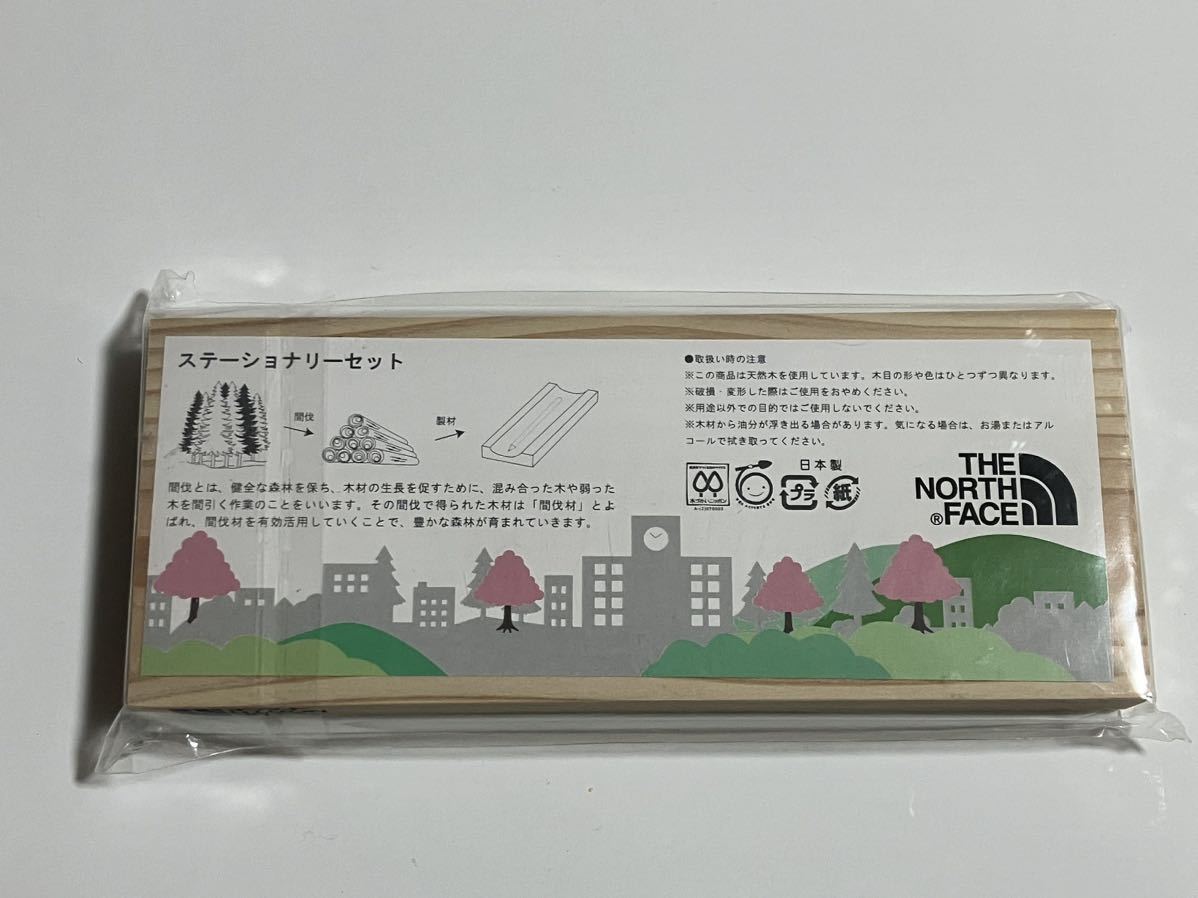 ステーショナリーセット
間伐
製材
間伐とは、健全な森林を保ち、木材の生長を促すために、混み合った木や弱った
木を間引く作業のことをいいます。その間伐で得られた木材は「間伐材」とよ
ばれ、間伐材を有効活用していくことで、豊かな森林が育まれていきます。
●取扱い時の注意
※この商品は天然木を使用しています。木目の形や色はひとつずつ異なります。
※破損・変形した際はご使用をおやめください。
※用途以外での目的ではご使用しないでください。
※木材から油分が浮き出る場合があります。気になる場合は、お湯またはアル
コールで拭き取ってください。
日本製
木づかいニッポン
プラ
紙
THE
NORTH
®FACE